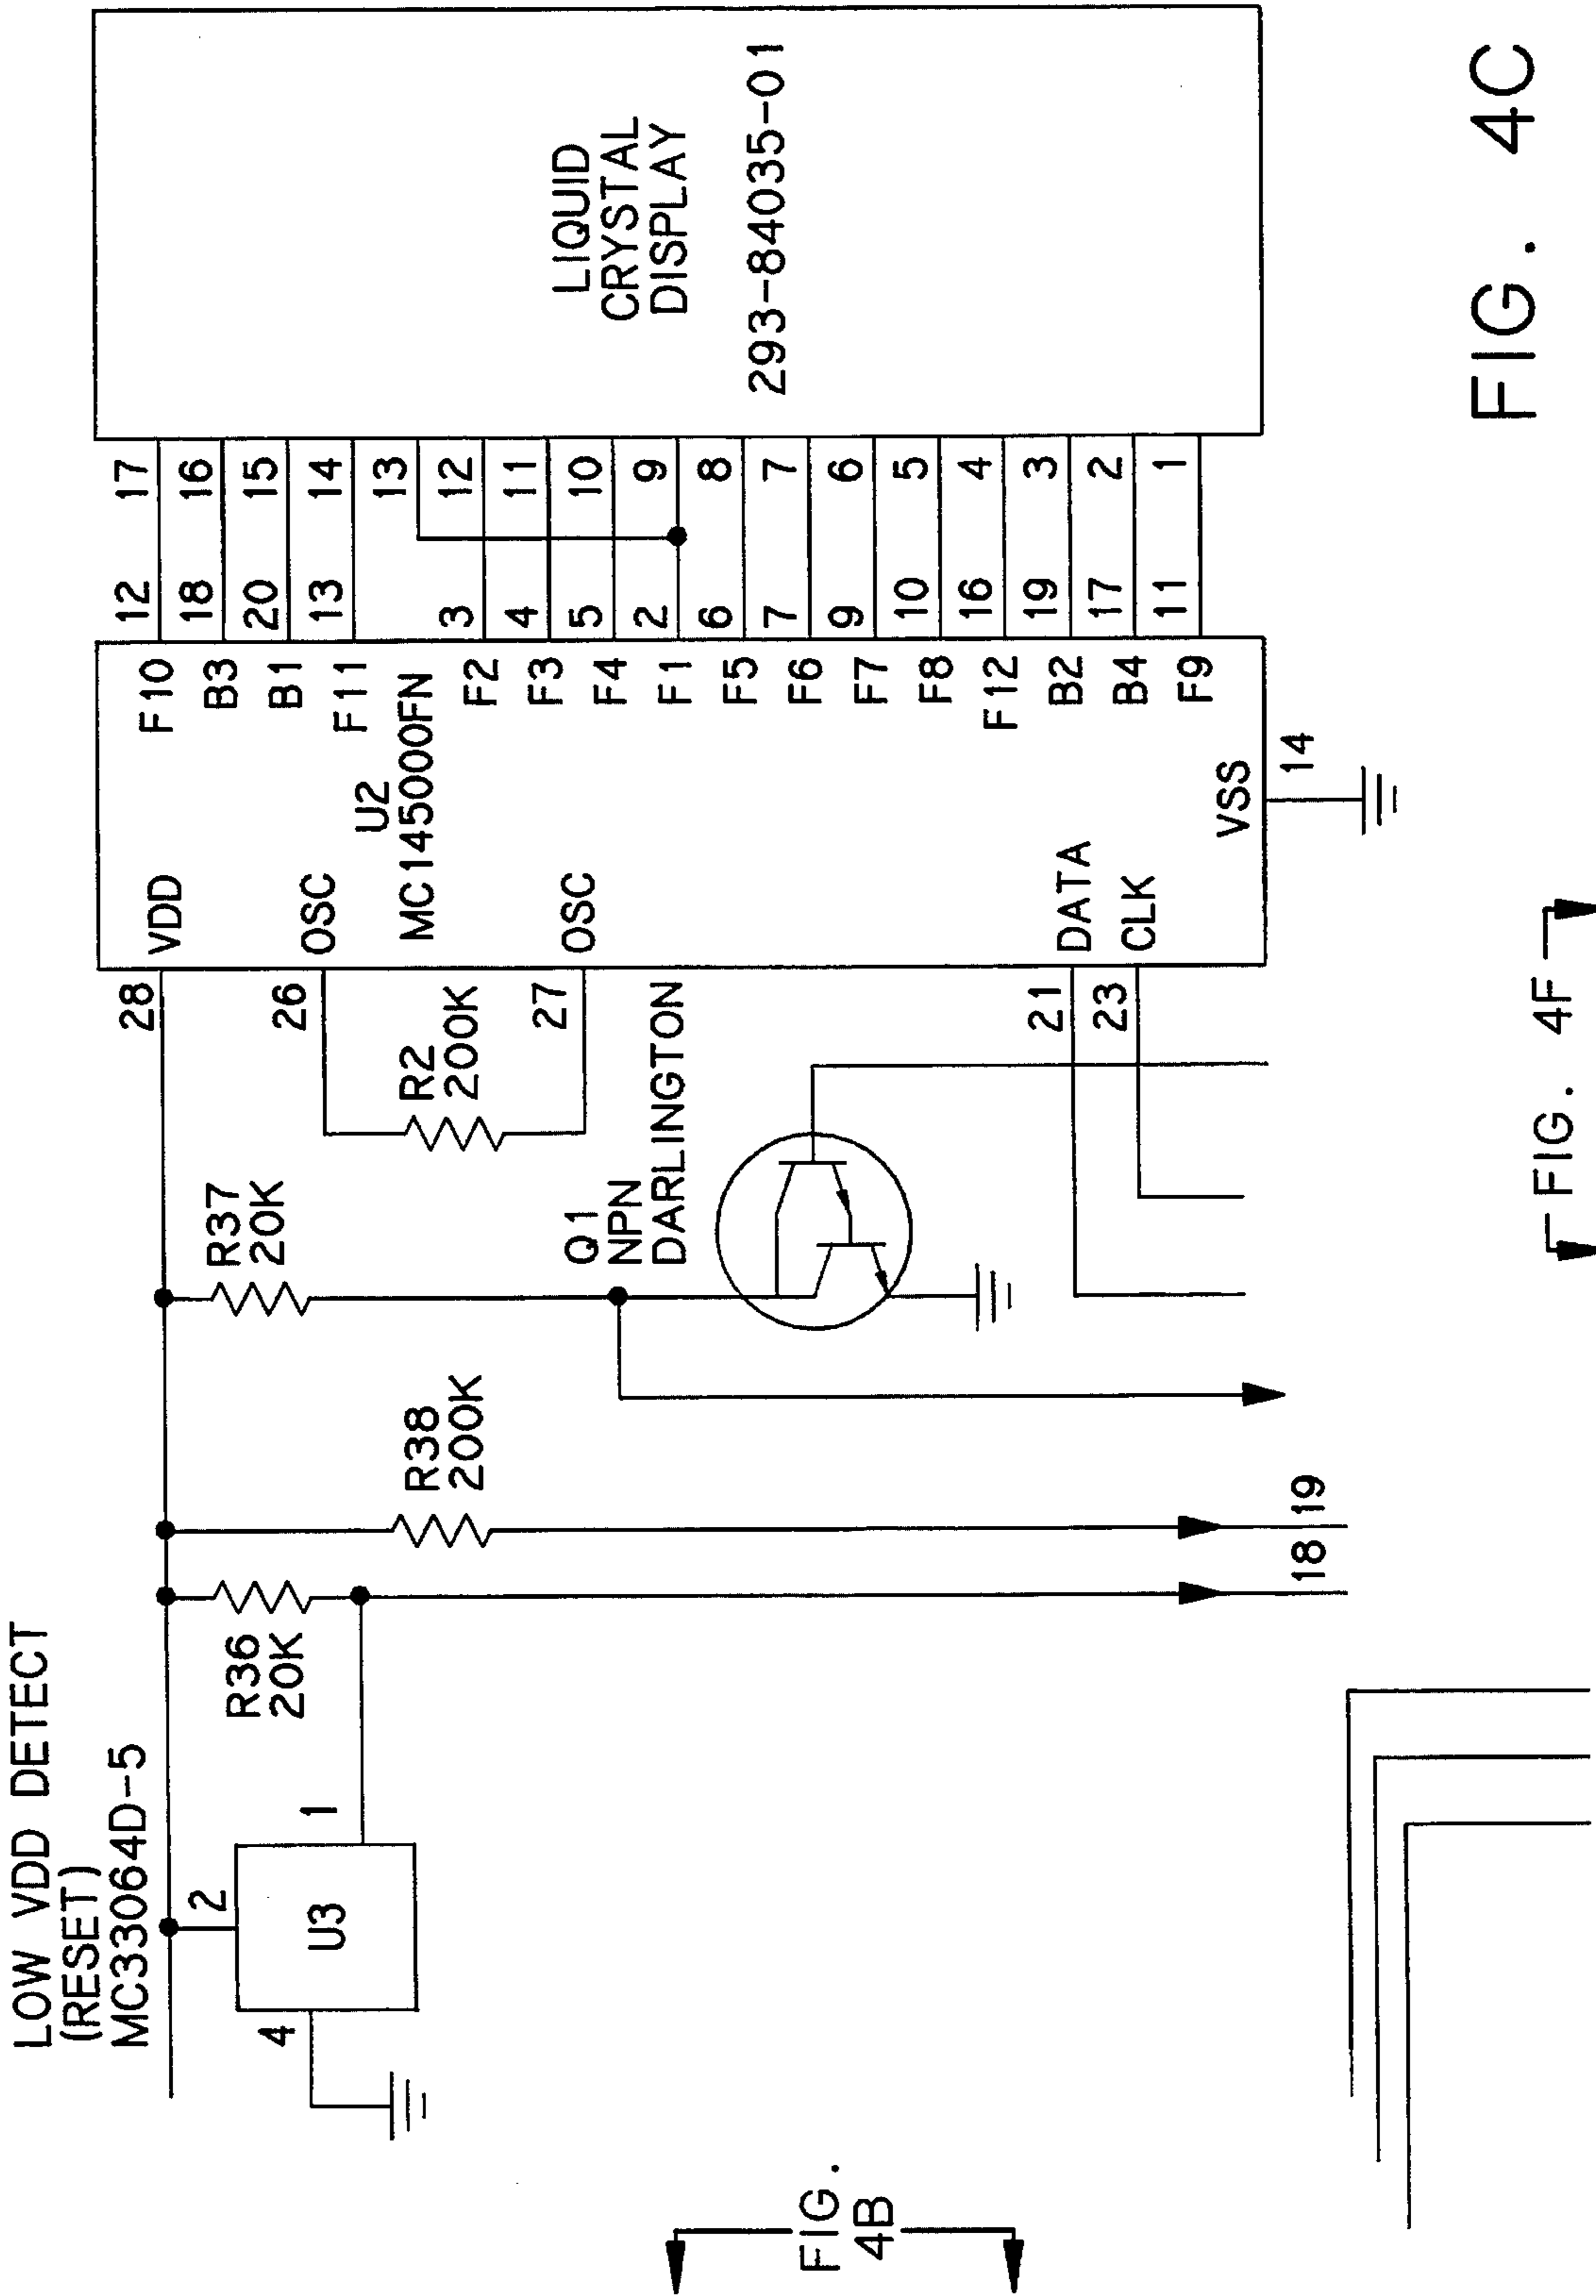 LOW VDD DETECT
(RESET)
MC33064D-5
2
4
U3
1
R36
20K
R38
200K
18
19
R37
20K
Q1
NPN
DARLINGTON
R2
200K
28
26
27
21
23
VDD
OSC
OSC
DATA
CLK
U2
MC145000FN
VSS
14
F10 12 17
B3 18 16
B1 20 15
F11 13 14
13
F2 3 12
F3 4 11
F4 5 10
F1 2 9
F5 6 8
F6 7 7
F7 9 6
F8 10 5
F12 16 4
B2 19 3
B4 17 2
F9 11 1
LIQUID
CRYSTAL
DISPLAY
293-84035-01
FIG.
4B
FIG. 4F
FIG. 4C